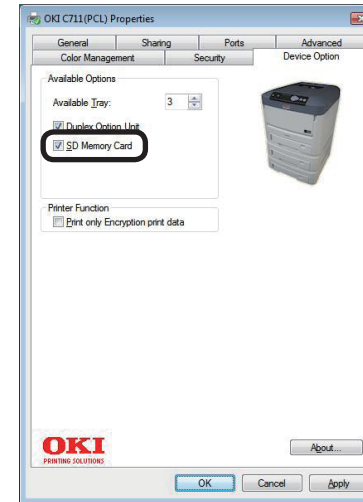 OKI C711(PCL) Properties
General Sharing Ports Advanced
Color Management Security Device Option
Available Options
Available Tray: 3
Duplex Option Unit
SD Memory Card
Printer Function
Print only Encryption print data
OKI
PRINTING SOLUTIONS
About...
OK Cancel Apply